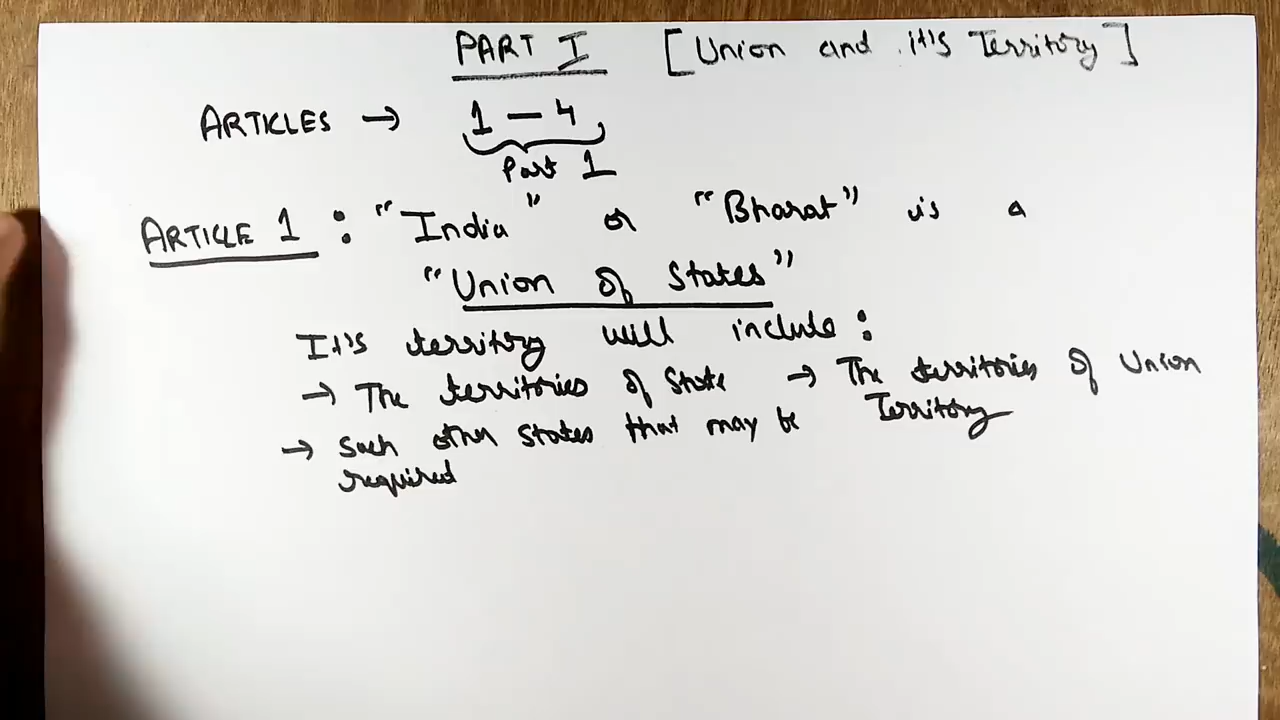 PART I [Union and it's Territory]
ARTICLES → 1 – 4
Part 1
ARTICLE 1 : "India" or "Bharat" is a
"Union of States"
It's territory will include :
→ The territories of State → The territories of Union Territory
→ Such other states that may be
required